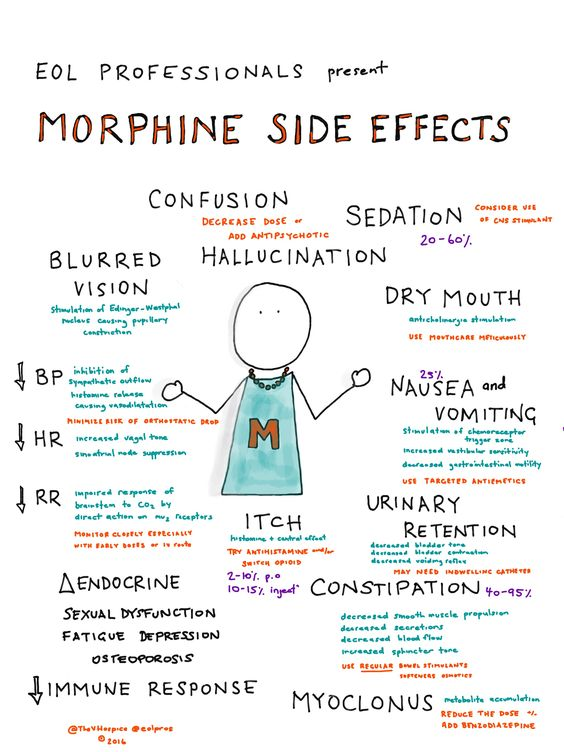 EOL PROFESSIONALS present
MORPHINE SIDE EFFECTS
CONFUSION
DECREASE DOSE or
ADD ANTIPSYCHOTIC
HALLUCINATION
SEDATION
CONSIDER USE
OF CNS STIMULANT
20-60%
BLURRED
VISION
Stimulation of Edinger-Westphal
nucleus causing pupillary
constriction
DRY MOUTH
anticholinergic stimulation
USE MOUTHCARE METICULOUSLY
↓ BP
inhibition of
sympathetic outflow
histamine release
causing vasodilatation
MINIMIZE RISK OF ORTHOSTATIC DROP
↓ HR
increased vagal tone
sinoatrial node suppression
↓ RR
impaired response of
brainstem to CO2 by
direct action on mu2 receptors
MONITOR CLOSELY ESPECIALLY
WITH EARLY DOSES or IV ROUTE
25%
NAUSEA and
VOMITING
Stimulation of chemoreceptor
trigger zone
increased vestibular sensitivity
decreased gastrointestinal motility
USE TARGETED ANTIEMETICS
M
ITCH
histamine + central effect
TRY ANTIHISTAMINE and/or
SWITCH OPIOID
2-10% p.o
10-15% inject
URINARY
RETENTION
decreased bladder tone
decreased bladder contraction
decreased voiding reflex
MAY NEED INDWELLING CATHETER
Δ ENDOCRINE
SEXUAL DYSFUNCTION
FATIGUE DEPRESSION
OSTEOPOROSIS
CONSTIPATION 40-95%
decreased smooth muscle propulsion
decreased secretions
decreased blood flow
increased sphincter tone
USE REGULAR BOWEL STIMULANTS
SOFTENERS OSMOTICS
↓ IMMUNE RESPONSE
MYOCLONUS
metabolite accumulation
REDUCE THE DOSE +/-
ADD BENZODIAZEPINE
@TheVHospice @eolpros
© 2016